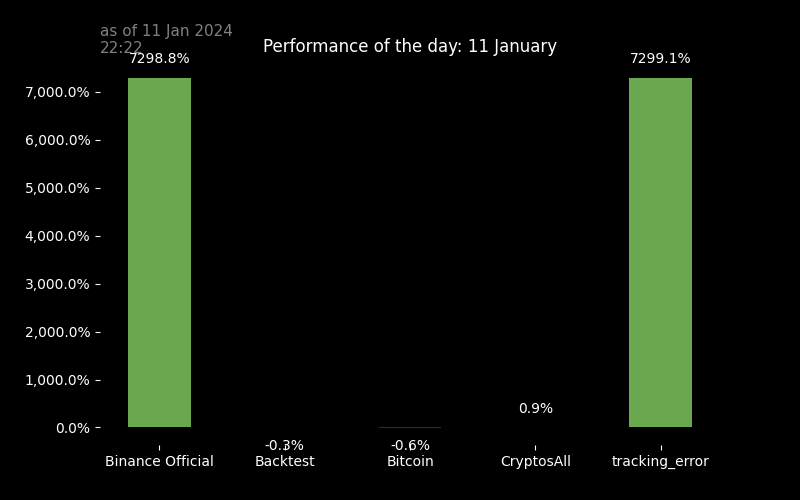 as of 11 Jan 2024
22:22
Performance of the day: 11 January
7298.8%
7299.1%
7,000.0%
6,000.0%
5,000.0%
4,000.0%
3,000.0%
2,000.0%
1,000.0%
0.9%
0.0%
-0.3%
-0.6%
Binance Official
Backtest
Bitcoin
CryptosAll
tracking_error